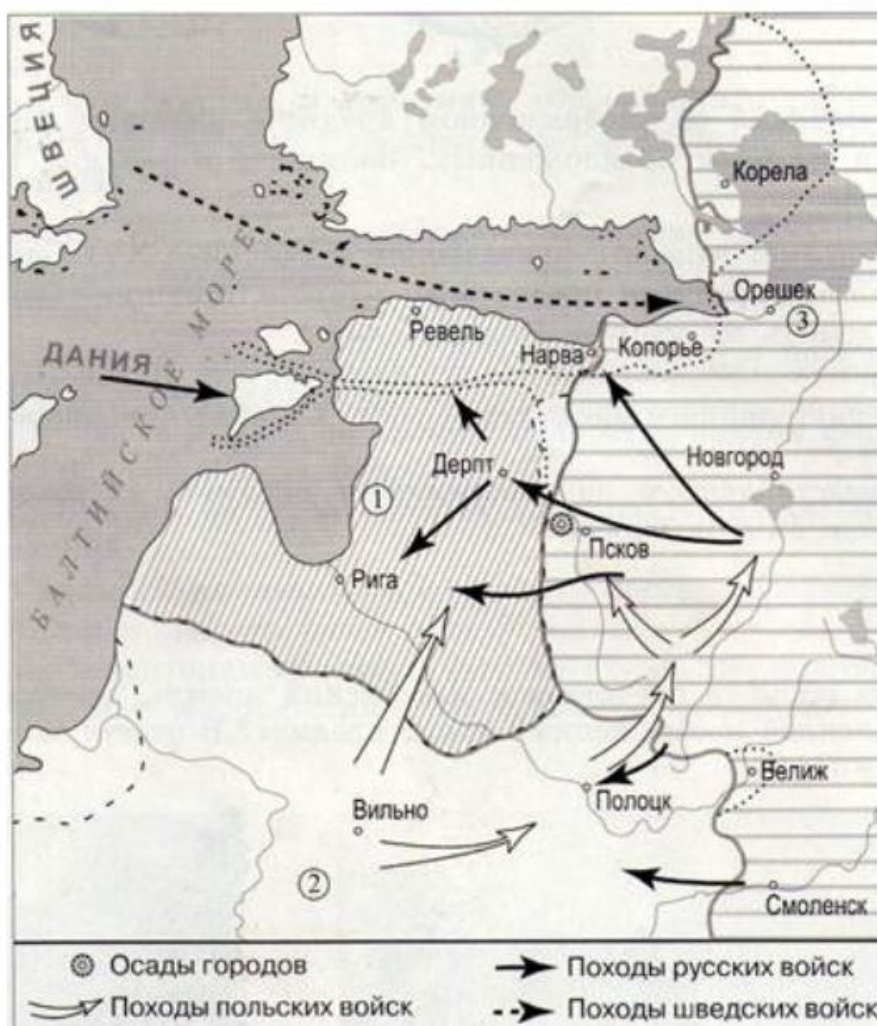 ШВЕЦИЯ
Корела
БАЛТИЙСКОЕ МОРЕ
Орешек
3
Ревель
Нарва
Копорье
ДАНИЯ
Новгород
Дерпт
1
Псков
Рига
Велиж
Полоцк
Вильно
2
Смоленск
Осады городов
Походы русских войск
Походы польских войск
Походы шведских войск